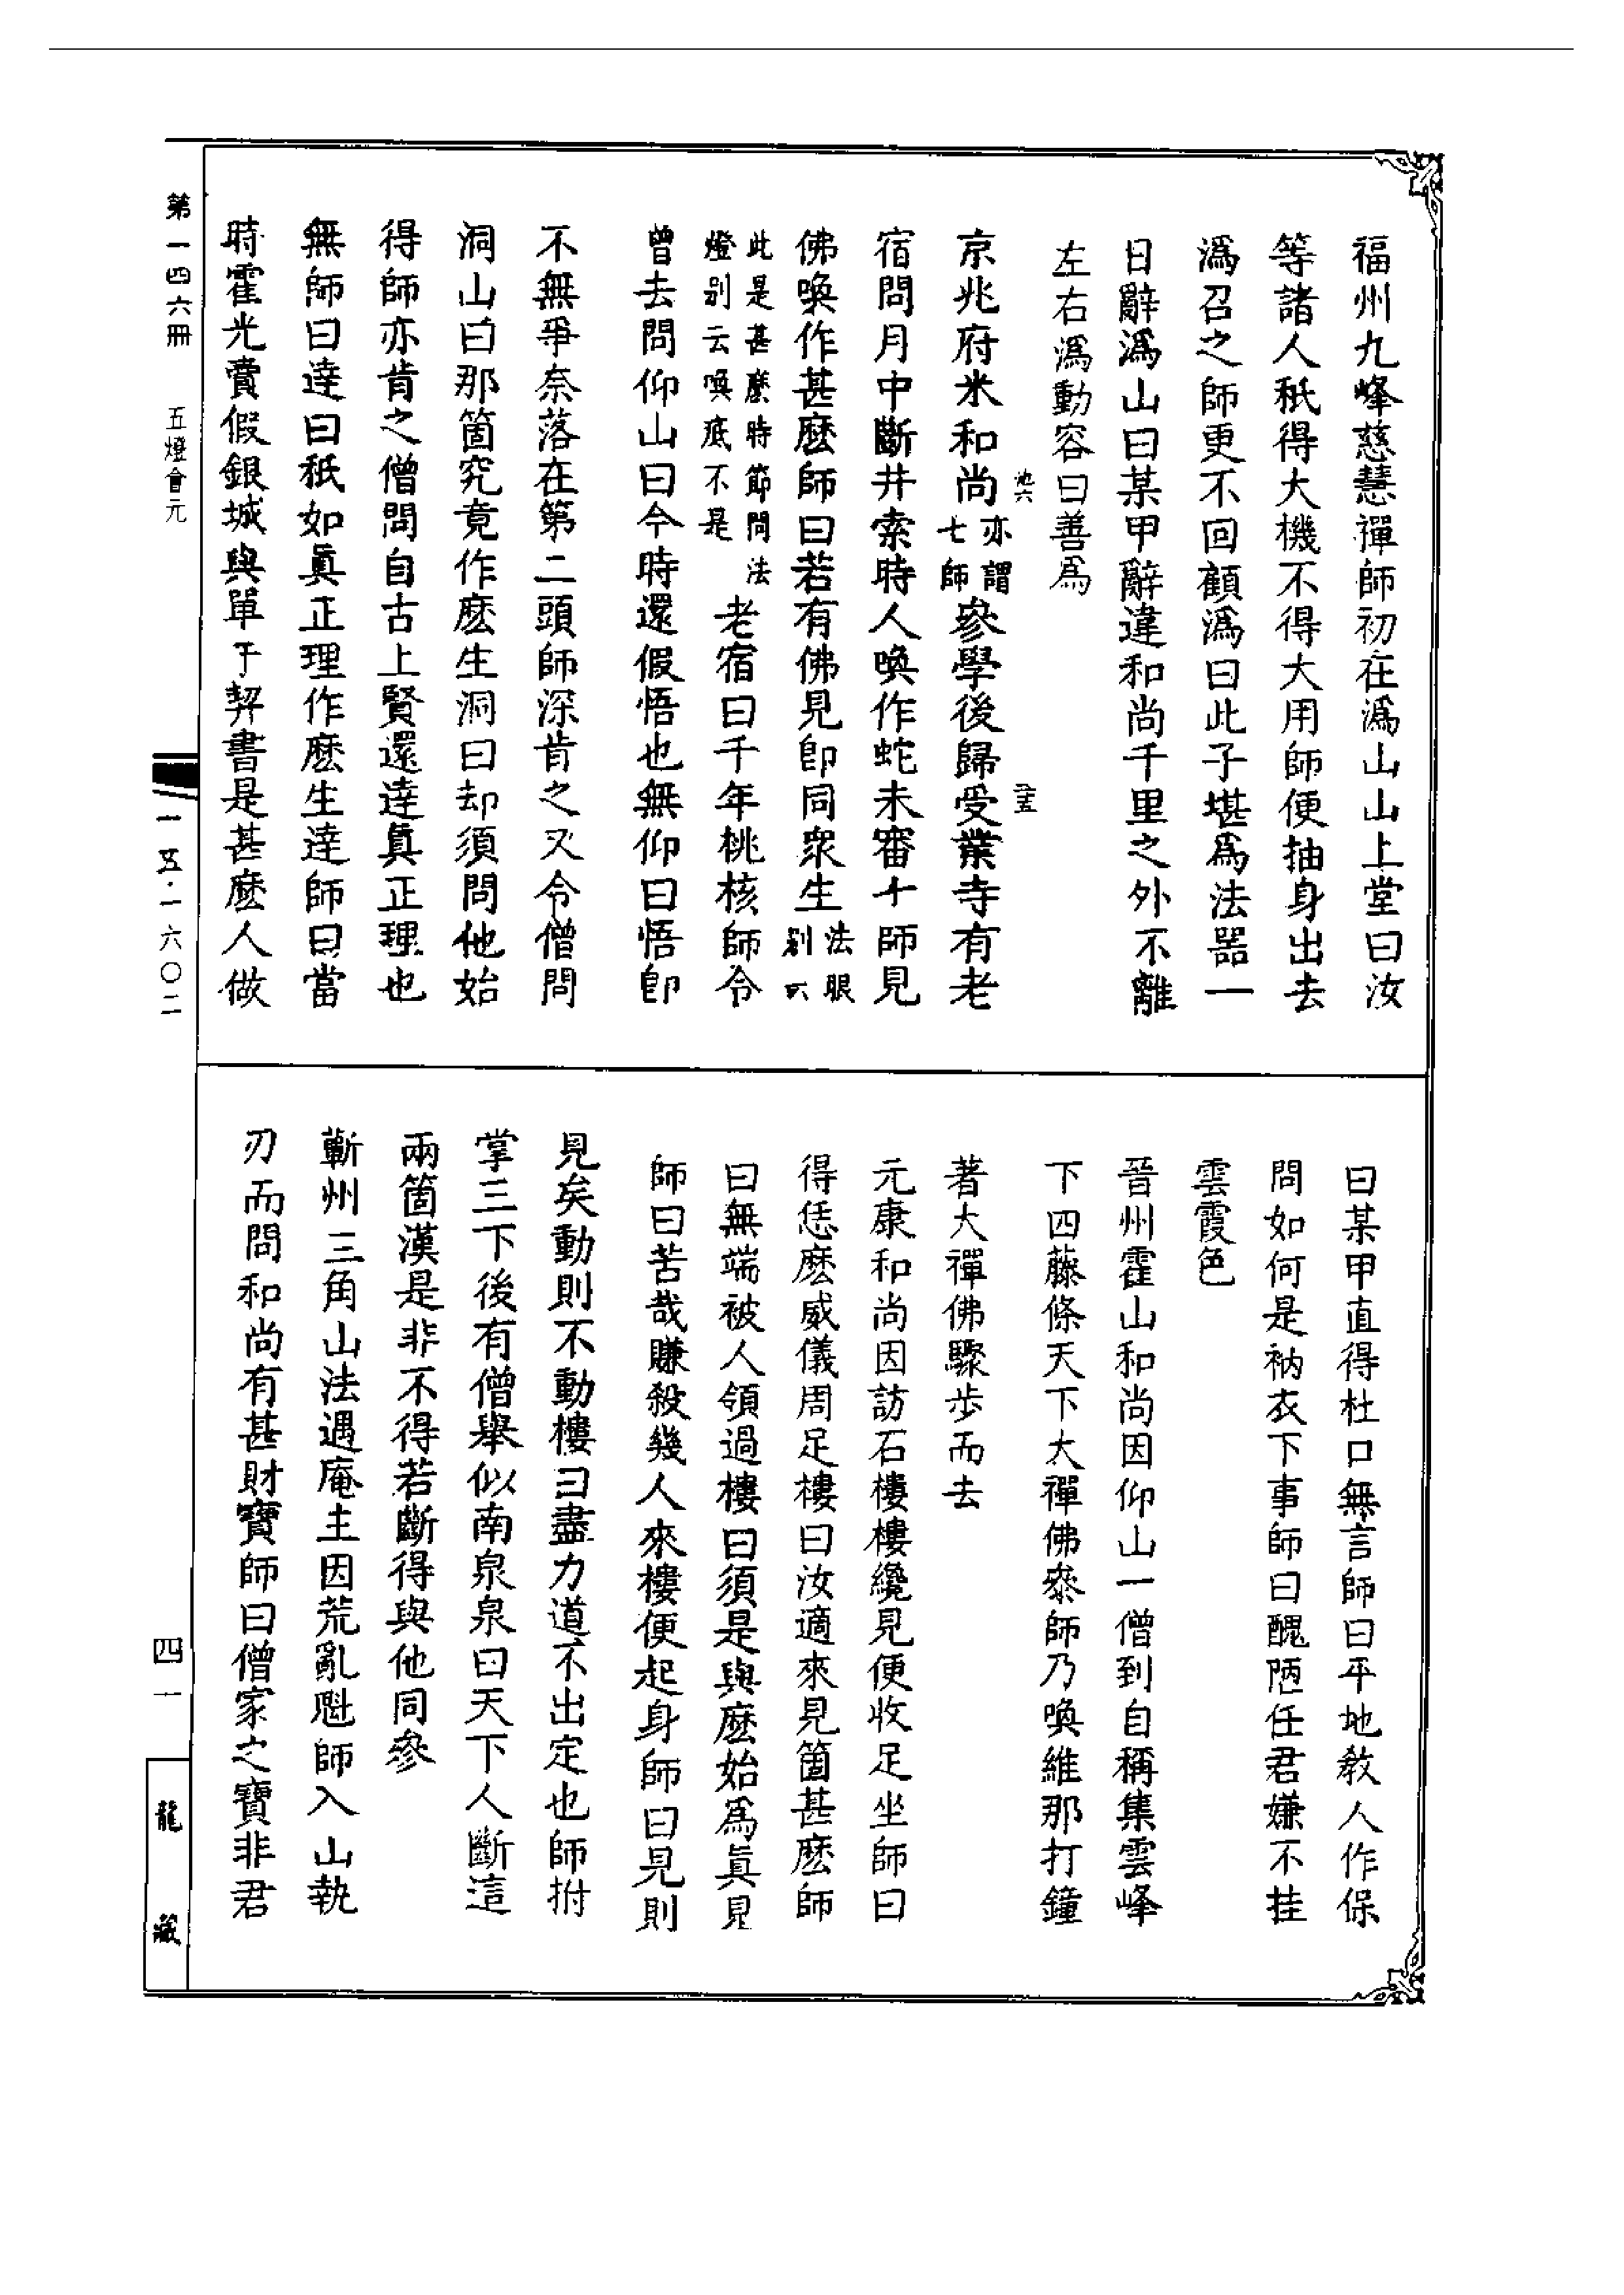 福州九峰慈慧禪師初在潙山山上堂曰汝
等諸人秖得大機不得大用師便抽身出去
潙召之師更不回顧潙曰此子堪爲法器一
日辭潙山曰某甲辭違和尚千里之外不離
左右潙動容曰善爲
京兆府米和尚亦謂七師參學後歸受業寺有老
宿問月中斷井索時人喚作蛇未審七師見
佛喚作甚麽師曰若有佛見即同衆生法眼別云
此是甚麽時節問法燈别云喚底不是老宿曰千年桃核師令
曾去問仰山曰今時還假悟也無仰曰悟即
不無爭奈落在第二頭師深肯之又令僧問
洞山曰那箇究竟作麽生洞曰却須問他始
得師亦肯之僧問自古上賢還達真正理也
無師曰達曰秖如真正理作麽生達師曰當
時霍光賣假銀城與單于契書是甚麽人做
曰某甲直得杜口無言師曰平地教人作保
問如何是衲衣下事師曰醜陋任君嫌不挂
雲霞色
晉州霍山和尚因仰山一僧到自稱集雲峰
下四藤條天下大禪佛叅師乃喚維那打鐘
著大禪佛驟步而去
元康和尚因訪石樓樓纔見便收足坐師曰
得恁麽威儀周足樓曰汝適來見箇甚麽師
曰無端被人領過樓曰須是與麽始爲眞見
師曰苦哉賺殺幾人來樓便起身師曰見則
見矣動則不動樓曰盡力道不出定也師拊
掌三下後有僧舉似南泉泉曰天下人斷這
兩箇漢是非不得若斷得與他同參
蘄州三角山法遇庵主因荒亂魁師入山執
刃而問和尚有甚財寶師曰僧家之寶非君
第一四六冊 五燈會元
一五·一六〇二
四一
龍藏